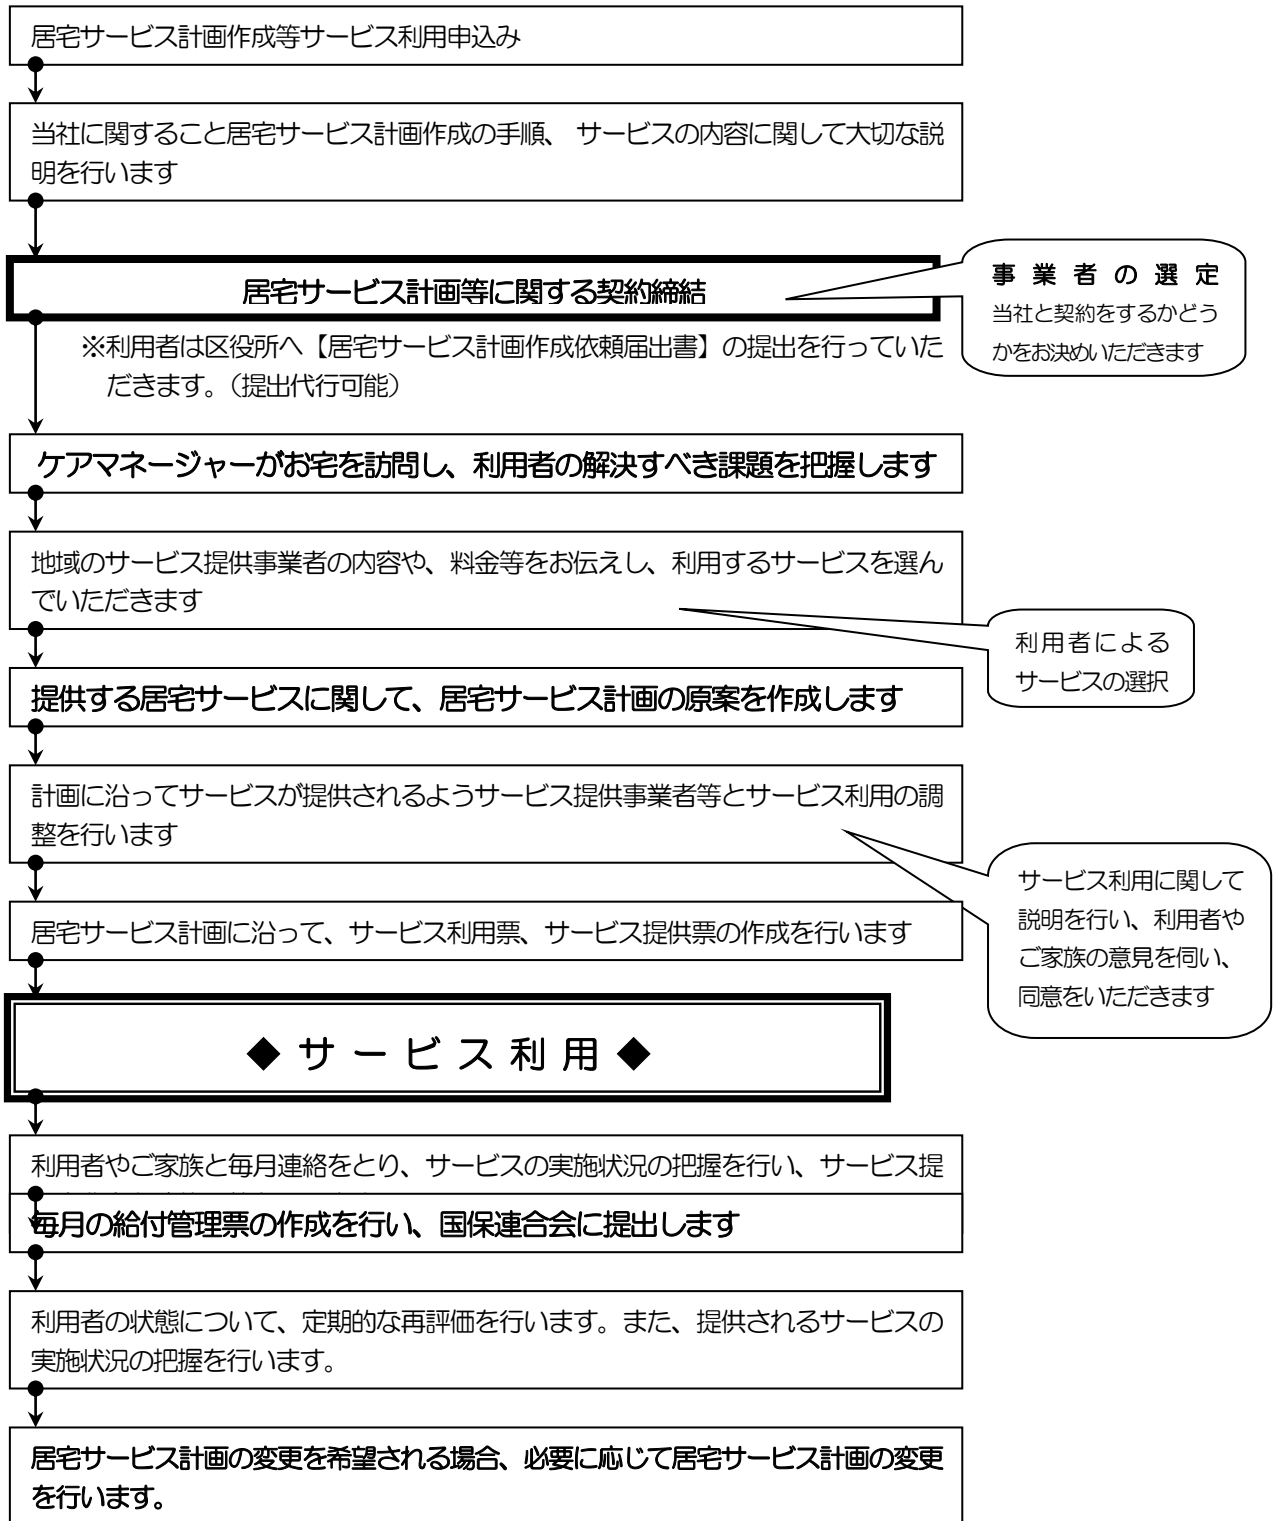 居宅サービス計画作成等サービス利用申込み
当社に関すること居宅サービス計画作成の手順、 サービスの内容に関して大切な説
明を行います
居宅サービス計画等に関する契約締結
事業者の選定
当社と契約をするかどう
かをお決めいただきます
※利用者は区役所へ【居宅サービス計画作成依頼届出書】の提出を行っていた
だきます。（提出代行可能）
ケアマネージャーがお宅を訪問し、利用者の解決すべき課題を把握します
地域のサービス提供事業者の内容や、料金等をお伝えし、利用するサービスを選ん
でいただきます
利用者による
サービスの選択
提供する居宅サービスに関して、居宅サービス計画の原案を作成します
計画に沿ってサービスが提供されるようサービス提供事業者等とサービス利用の調
整を行います
サービス利用に関して
説明を行い、利用者や
ご家族の意見を伺い、
同意をいただきます
居宅サービス計画に沿って、サービス利用票、サービス提供票の作成を行います
◆サービス利用◆
利用者やご家族と毎月連絡をとり、サービスの実施状況の把握を行い、サービス提
毎月の給付管理票の作成を行い、国保連合会に提出します
利用者の状態について、定期的な再評価を行います。また、提供されるサービスの
実施状況の把握を行います。
居宅サービス計画の変更を希望される場合、必要に応じて居宅サービス計画の変更
を行います。